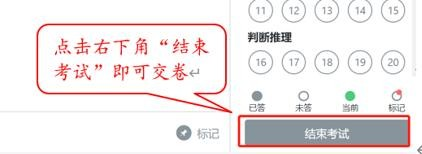 11 12 13 14 15
判断推理
16 17 18 19 20
点击右下角“结束
考试”即可交卷↵
已答 未答 当前 标记
标记
结束考试